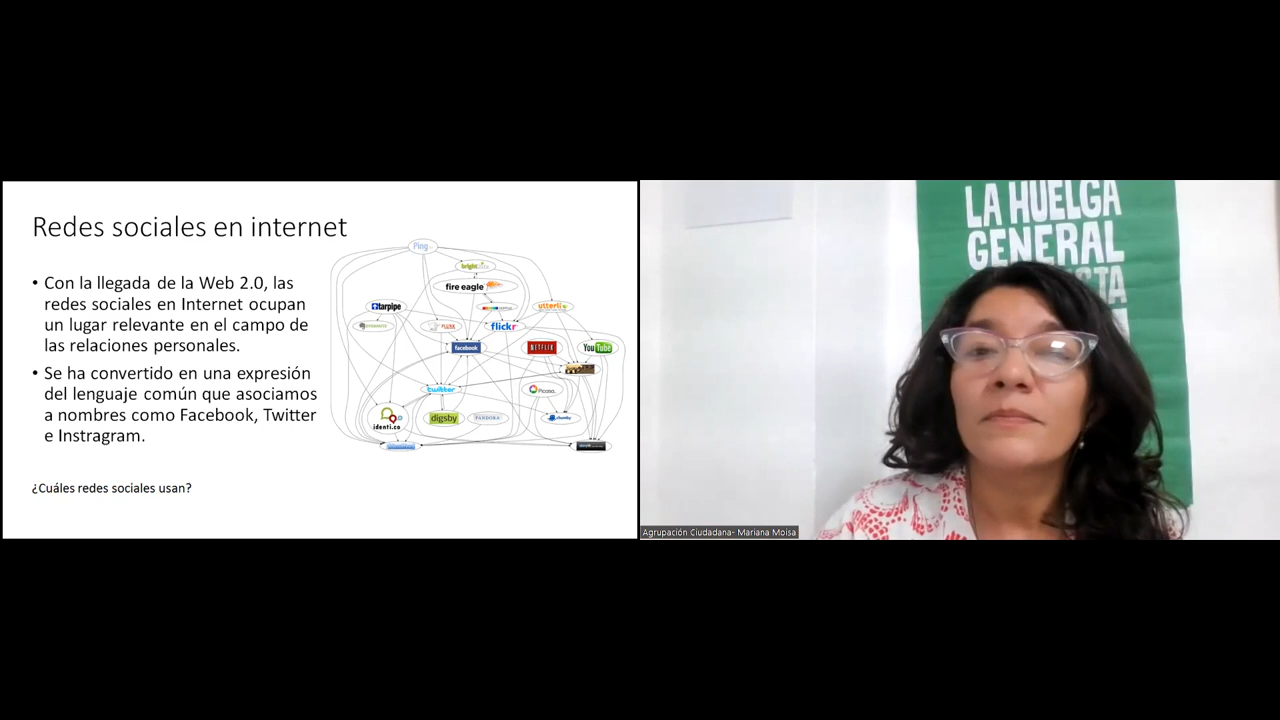 Redes sociales en internet
• Con la llegada de la Web 2.0, las
redes sociales en Internet ocupan
un lugar relevante en el campo de
las relaciones personales.
• Se ha convertido en una expresión
del lenguaje común que asociamos
a nombres como Facebook, Twitter
e Instragram.
¿Cuáles redes sociales usan?
Ping
fire eagle
tarpipe
utterli
flickr
facebook
NETFLIX
YouTube
twitter
Picasa
identi.ca
digsby
PANDORA
LA HUELGA
GENERAL
Agrupación Ciudadana- Mariana Moisa